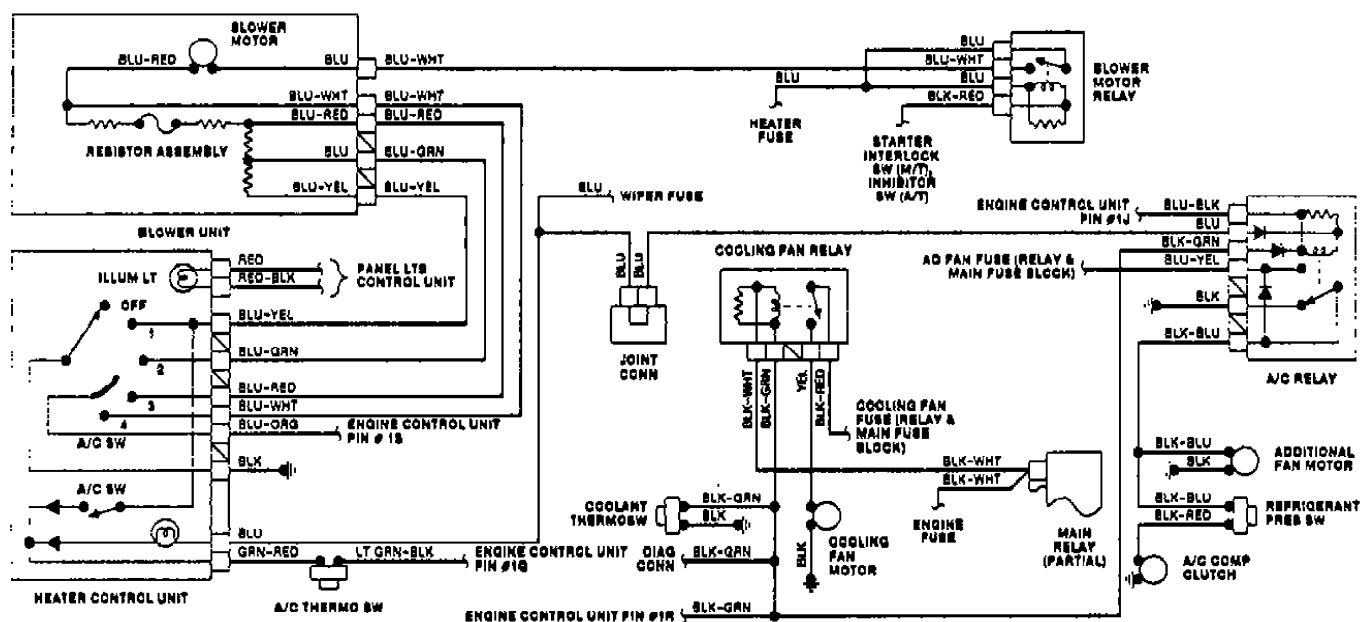 BLOWER
MOTOR
BLU-RED
BLU
BLU-WHT
BLU-WHT
BLU-WHT
BLU-RED
BLU-RED
RESISTOR ASSEMBLY
BLU
BLU-GRN
BLU-YEL
BLU-YEL
BLOWER UNIT
BLU
BLU-WHT
BLU
BLU
BLK-RED
BLOWER
MOTOR
RELAY
HEATER
FUSE
STARTER
INTERLOCK
SW (M/T),
INHIBITOR
SW (A/T)
BLU
WIPER FUSE
ENGINE CONTROL UNIT
PIN #1J
BLU-BLK
BLU
BLK-GRN
BLU-YEL
AD FAN FUSE (RELAY &
MAIN FUSE BLOCK)
BLK
BLK-BLU
A/C RELAY
COOLING FAN RELAY
BLU
BLU
JOINT
CONN
ILLUM LT
RED
RED-BLK
PANEL LTS
CONTROL UNIT
OFF
1
2
3
4
BLU-YEL
BLU-GRN
BLU-RED
BLU-WHT
BLU-ORG
ENGINE CONTROL UNIT
PIN # 1S
A/C SW
BLK
A/C SW
BLU
GRN-RED
LT GRN-BLK
ENGINE CONTROL UNIT
PIN #1Q
HEATER CONTROL UNIT
A/C THERMO SW
BLK-WHT
BLK-GRN
YEL
BLK-RED
COOLING FAN
FUSE (RELAY &
MAIN FUSE
BLOCK)
BLK-WHT
BLK-WHT
ENGINE
FUSE
MAIN
RELAY
(PARTIAL)
COOLANT
THERMOSW
BLK-GRN
BLK
DIAG
CONN
BLK-GRN
BLK
COOLING
FAN
MOTOR
ENGINE CONTROL UNIT PIN #1R
BLK-GRN
BLK-BLU
BLK
ADDITIONAL
FAN MOTOR
BLK-BLU
BLK-RED
REFRIGERANT
PRES SW
A/C COMP
CLUTCH